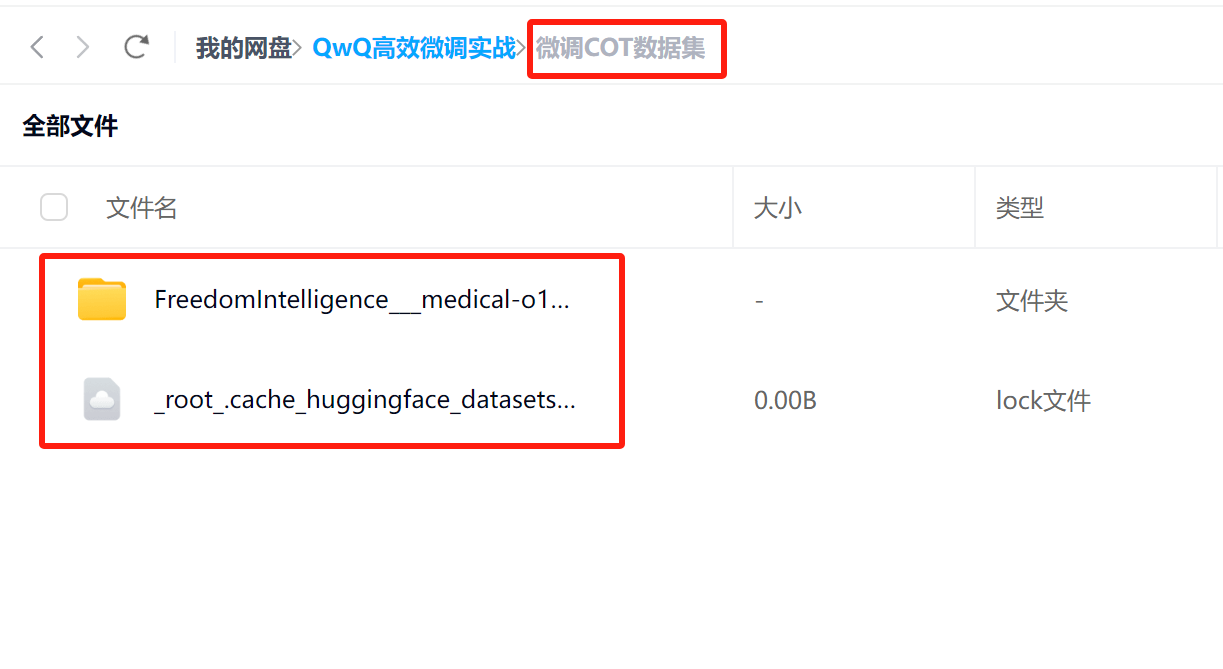 我的网盘> QwQ高效微调实战> 微调COT数据集
全部文件
文件名 大小 类型
FreedomIntelligence___medical-o1... - 文件夹
_root_.cache_huggingface_datasets... 0.00B lock文件